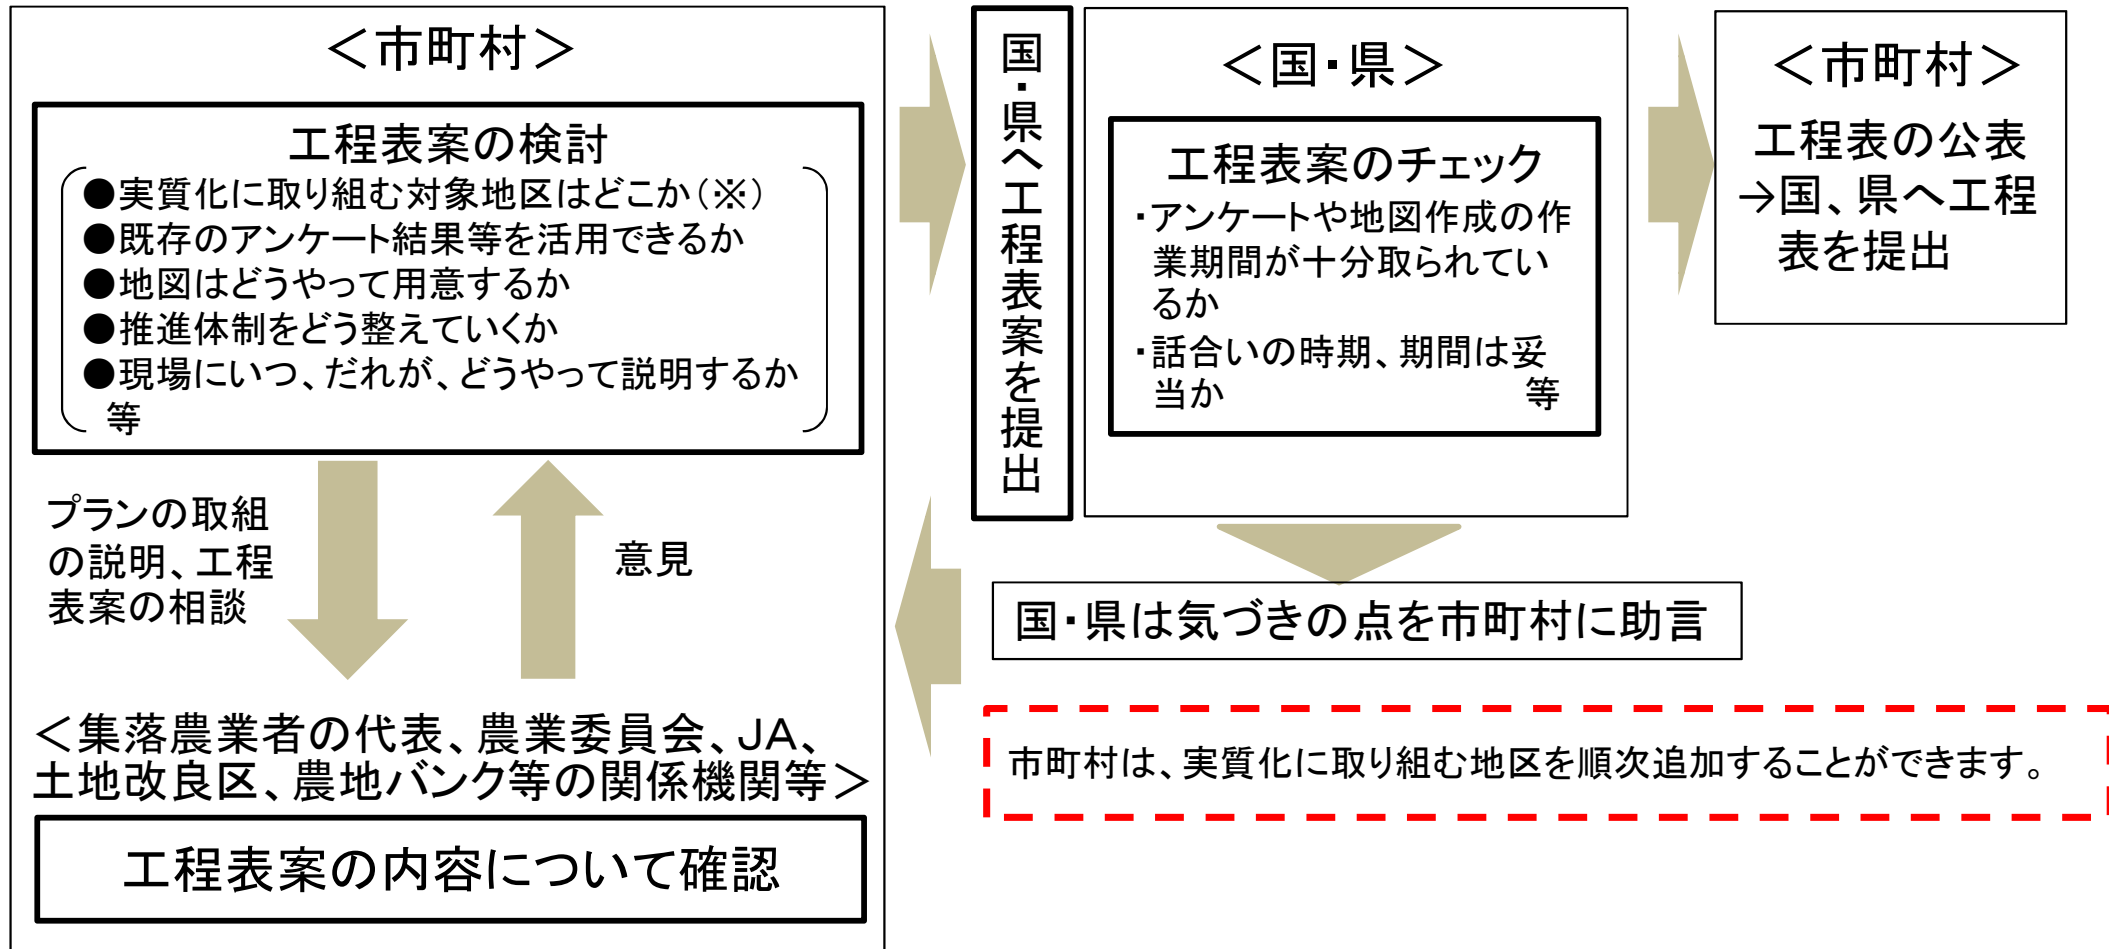 ＜市町村＞
工程表案の検討
●実質化に取り組む対象地区はどこか（※）
●既存のアンケート結果等を活用できるか
●地図はどうやって用意するか
●推進体制をどう整えていくか
●現場にいつ、だれが、どうやって説明するか
等
プランの取組
の説明、工程
表案の相談
意見
＜集落農業者の代表、農業委員会、JA、
土地改良区、農地バンク等の関係機関等＞
工程表案の内容について確認
国・県へ工程表案を提出
＜国・県＞
工程表案のチェック
・アンケートや地図作成の作
業期間が十分取られてい
るか
・話合いの時期、期間は妥
当か 等
国・県は気づきの点を市町村に助言
＜市町村＞
工程表の公表
→国、県へ工程
表を提出
市町村は、実質化に取り組む地区を順次追加することができます。